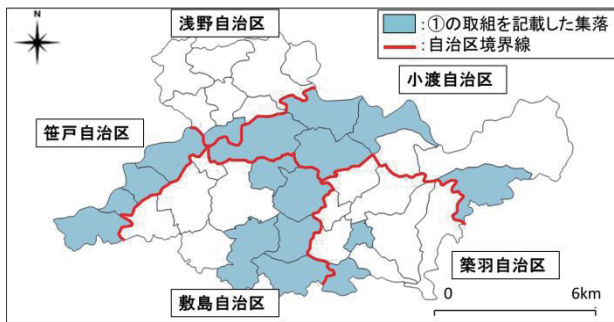 浅野自治区
:①の取組を記載した集落
:自治区境界線
N
小渡自治区
笹戸自治区
築羽自治区
敷島自治区
0 6km